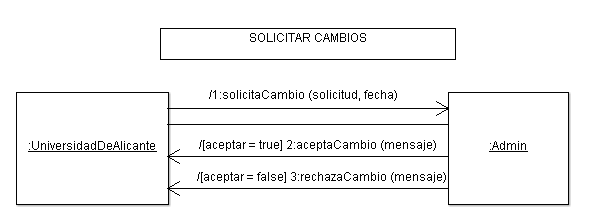 SOLICITAR CAMBIOS
/1:solicitaCambio (solicitud, fecha)
:UniversidadDeAlicante
/[aceptar = true] 2:aceptaCambio (mensaje)
:Admin
/[aceptar = false] 3:rechazaCambio (mensaje)